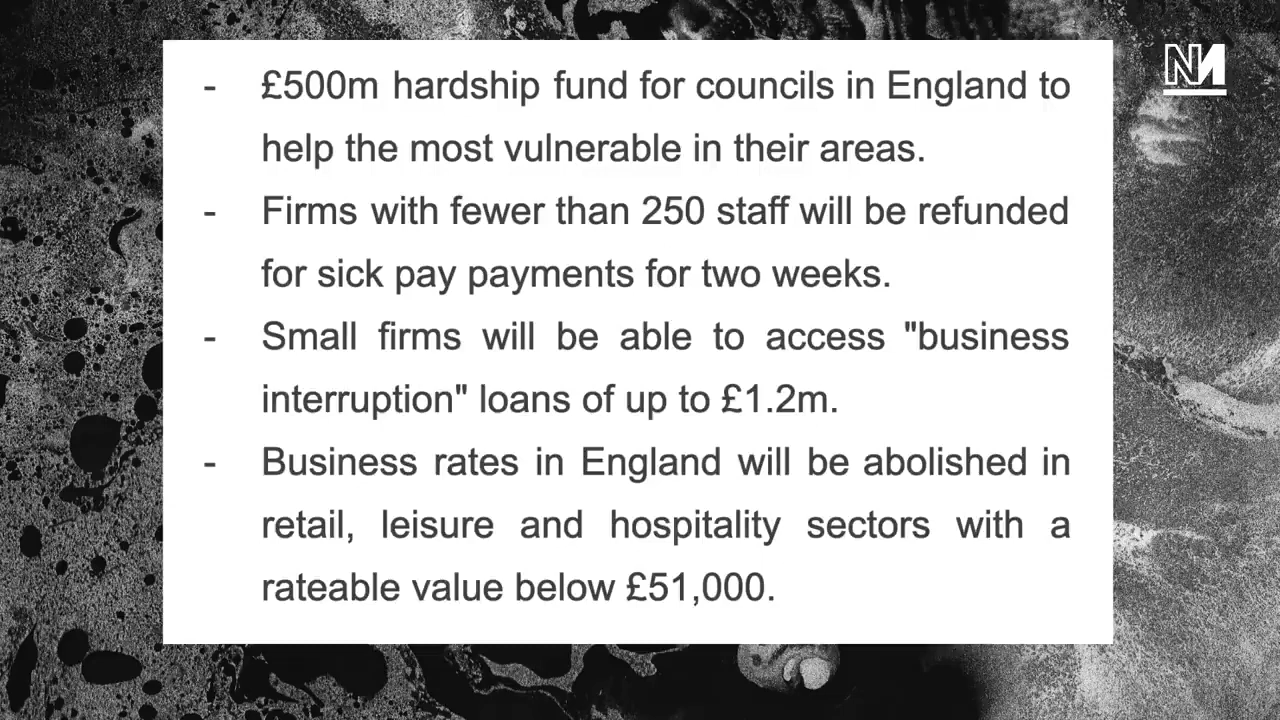 NM
- £500m hardship fund for councils in England to
help the most vulnerable in their areas.
- Firms with fewer than 250 staff will be refunded
for sick pay payments for two weeks.
- Small firms will be able to access "business
interruption" loans of up to £1.2m.
- Business rates in England will be abolished in
retail, leisure and hospitality sectors with a
rateable value below £51,000.